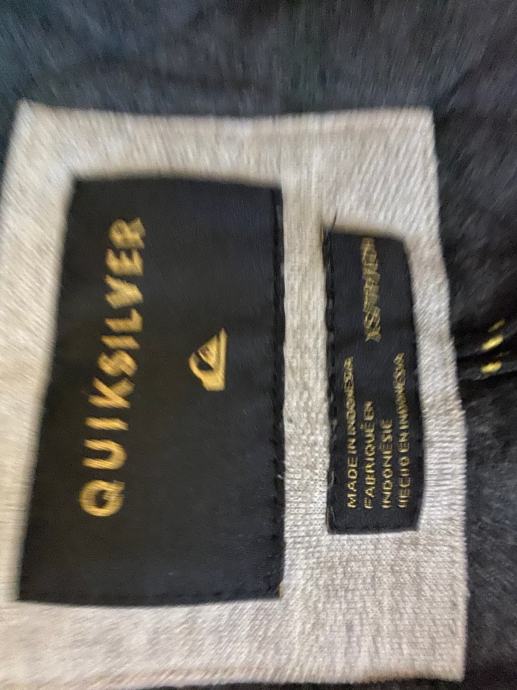 QUIKSILVER
MADE IN INDONESIA
FABRIQUÉ EN
INDONÉSIE
HECHO EN INDONESIA